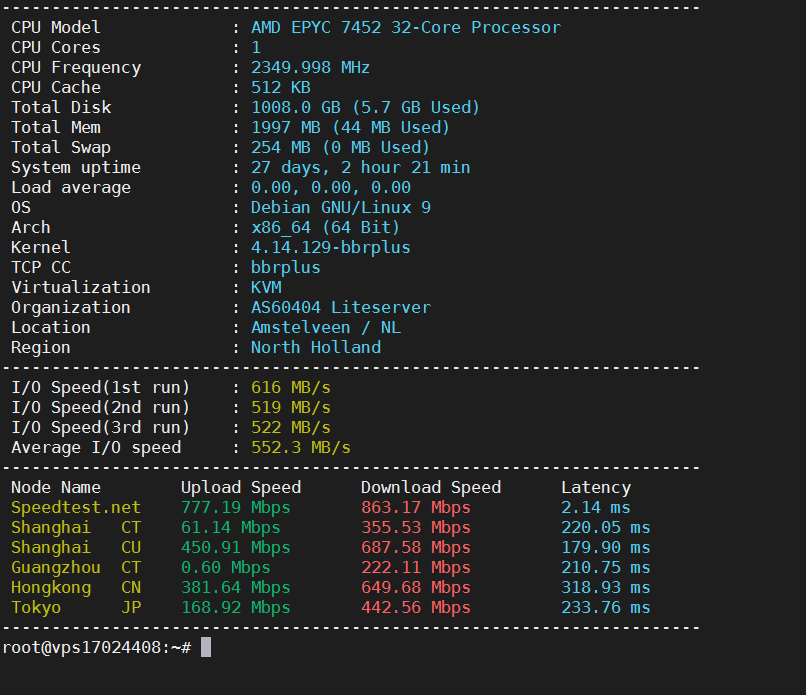 ----------------------------------------------------------------------
 CPU Model             : AMD EPYC 7452 32-Core Processor
 CPU Cores             : 1
 CPU Frequency         : 2349.998 MHz
 CPU Cache             : 512 KB
 Total Disk            : 1008.0 GB (5.7 GB Used)
 Total Mem             : 1997 MB (44 MB Used)
 Total Swap            : 254 MB (0 MB Used)
 System uptime         : 27 days, 2 hour 21 min
 Load average          : 0.00, 0.00, 0.00
 OS                    : Debian GNU/Linux 9
 Arch                  : x86_64 (64 Bit)
 Kernel                : 4.14.129-bbrplus
 TCP CC                : bbrplus
 Virtualization        : KVM
 Organization          : AS60404 Liteserver
 Location              : Amstelveen / NL
 Region                : North Holland
----------------------------------------------------------------------
 I/O Speed(1st run)    : 616 MB/s
 I/O Speed(2nd run)    : 519 MB/s
 I/O Speed(3rd run)    : 522 MB/s
 Average I/O speed     : 552.3 MB/s
----------------------------------------------------------------------
 Node Name        Upload Speed      Download Speed      Latency
 Speedtest.net    777.19 Mbps       863.17 Mbps         2.14 ms
 Shanghai   CT    61.14 Mbps        355.53 Mbps         220.05 ms
 Shanghai   CU    450.91 Mbps       687.58 Mbps         179.90 ms
 Guangzhou  CT    0.60 Mbps         222.11 Mbps         210.75 ms
 Hongkong   CN    381.64 Mbps       649.68 Mbps         318.93 ms
 Tokyo      JP    168.92 Mbps       442.56 Mbps         233.76 ms
----------------------------------------------------------------------
root@vps17024408:~#